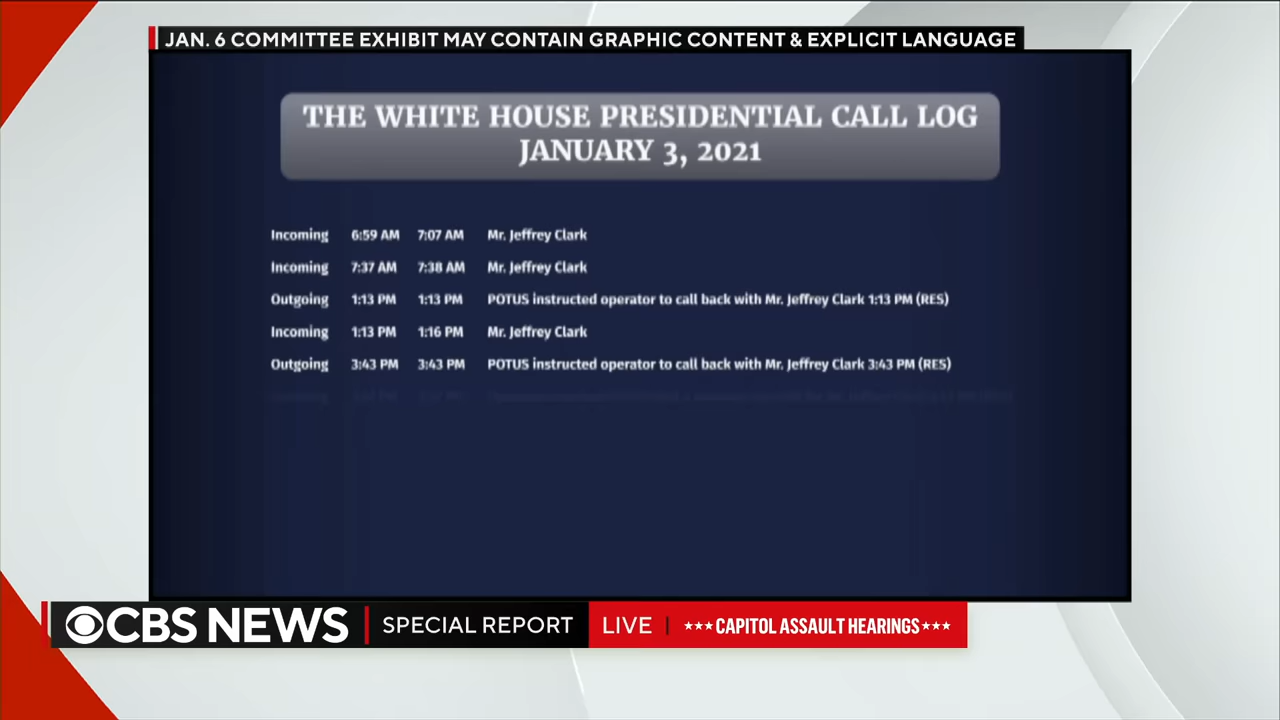 JAN. 6 COMMITTEE EXHIBIT MAY CONTAIN GRAPHIC CONTENT & EXPLICIT LANGUAGE
THE WHITE HOUSE PRESIDENTIAL CALL LOG
JANUARY 3, 2021
Incoming 6:59 AM 7:07 AM Mr. Jeffrey Clark
Incoming 7:37 AM 7:38 AM Mr. Jeffrey Clark
Outgoing 1:13 PM 1:13 PM POTUS instructed operator to call back with Mr. Jeffrey Clark 1:13 PM (RES)
Incoming 1:13 PM 1:16 PM Mr. Jeffrey Clark
Outgoing 3:43 PM 3:43 PM POTUS instructed operator to call back with Mr. Jeffrey Clark 3:43 PM (RES)
CBS NEWS SPECIAL REPORT LIVE | ★★★CAPITOL ASSAULT HEARINGS★★★